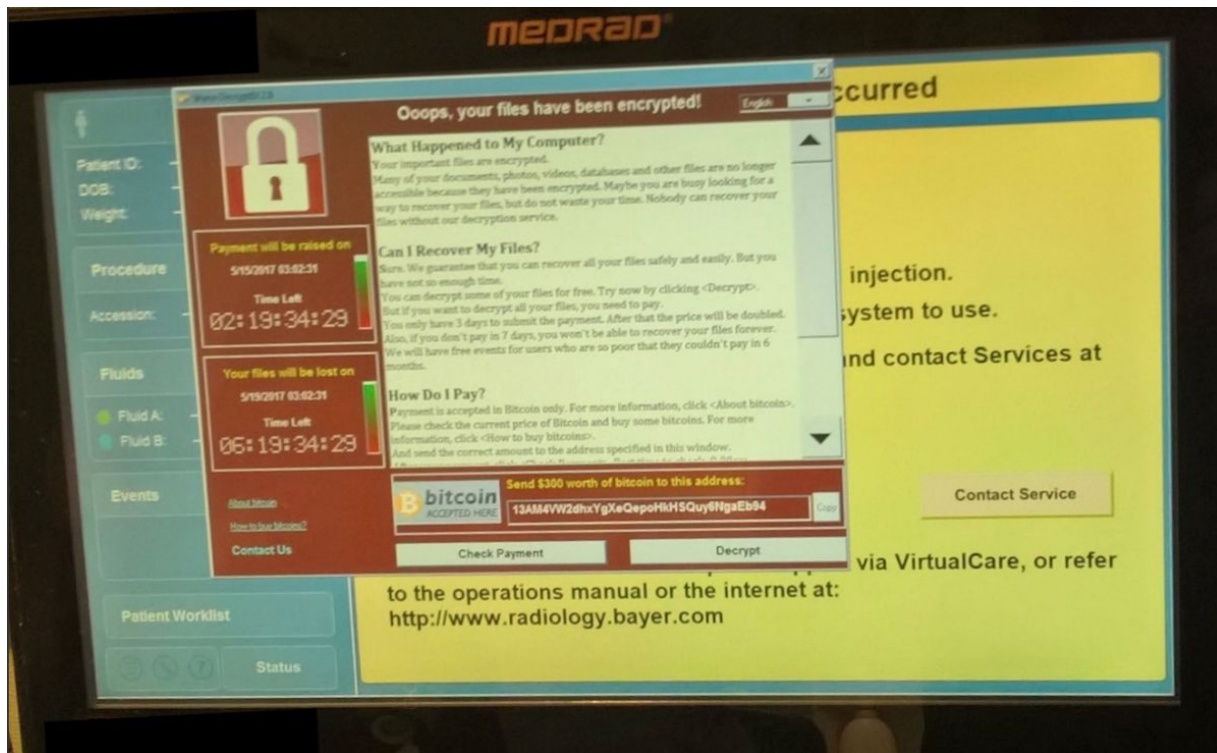 MEDRAD
Wana Decrypt0r 2.0
Ooops, your files have been encrypted!
English
ccurred
Patient ID:
DOB:
Weight:
Procedure
Accession:
Fluids
Fluid A:
Fluid B:
Events
Patient Worklist
Status
Payment will be raised on
5/15/2017 03:02:31
Time Left
02:19:34:29
Your files will be lost on
5/19/2017 03:02:31
Time Left
06:19:34:29
About bitcoin
How to buy bitcoins?
Contact Us
What Happened to My Computer?
Your important files are encrypted.
Many of your documents, photos, videos, databases and other files are no longer
accessible because they have been encrypted. Maybe you are busy looking for a
way to recover your files, but do not waste your time. Nobody can recover your
files without our decryption service.
Can I Recover My Files?
Sure. We guarantee that you can recover all your files safely and easily. But you
have not so enough time.
You can decrypt some of your files for free. Try now by clicking <Decrypt>.
But if you want to decrypt all your files, you need to pay.
You only have 3 days to submit the payment. After that the price will be doubled.
Also, if you don't pay in 7 days, you won't be able to recover your files forever.
We will have free events for users who are so poor that they couldn't pay in 6
months.
How Do I Pay?
Payment is accepted in Bitcoin only. For more information, click <About bitcoin>.
Please check the current price of Bitcoin and buy some bitcoins. For more
information, click <How to buy bitcoins>.
And send the correct amount to the address specified in this window.
bitcoin
ACCEPTED HERE
Send $300 worth of bitcoin to this address:
13AM4VW2dhxYgXeQepoHkHSQuy6NgaEb94
Copy
Check Payment
Decrypt
injection.
ystem to use.
nd contact Services at
Contact Service
via VirtualCare, or refer
to the operations manual or the internet at:
http://www.radiology.bayer.com